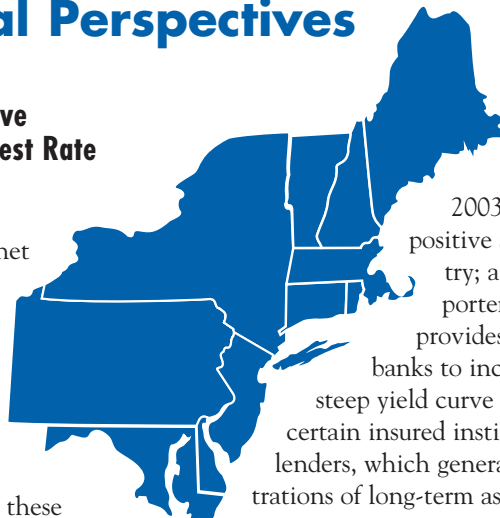 al Perspectives
ve
est Rate
net
these
2003
positive
try; a
porter
provides
banks to inc
steep yield curve
certain insured insti
lenders, which genera
trations of long-term as